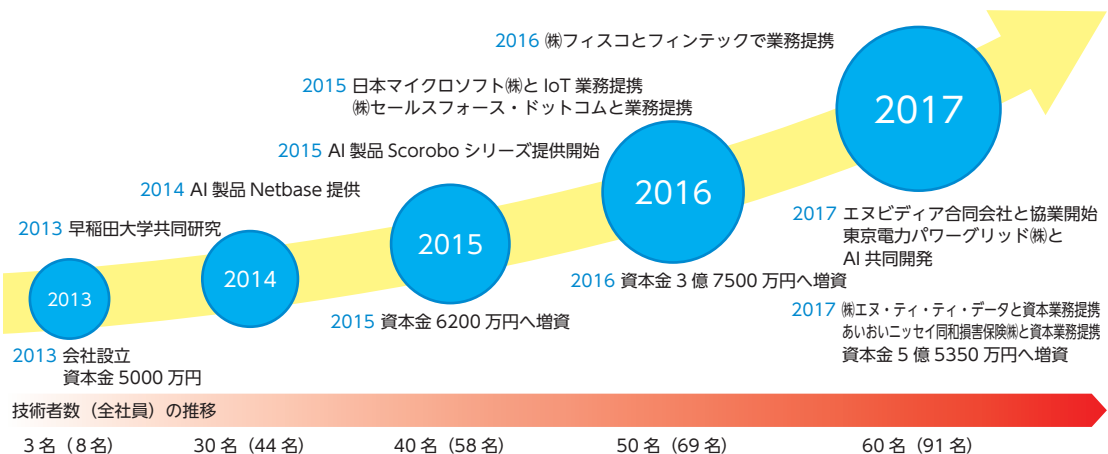 2016 ㈱フィスコとフィンテックで業務提携
2015 日本マイクロソフト㈱と IoT 業務提携
㈱セールスフォース・ドットコムと業務提携
2015 AI 製品 Scorobo シリーズ提供開始
2014 AI 製品 Netbase 提供
2013 早稲田大学共同研究
2013
2014
2015
2016
2017
2013 会社設立
資本金 5000 万円
2015 資本金 6200 万円へ増資
2016 資本金 3 億 7500 万円へ増資
2017 エヌビディア合同会社と協業開始
東京電力パワーグリッド㈱と
AI 共同開発
2017 ㈱エヌ・ティ・ティ・データと資本業務提携
あいおいニッセイ同和損害保険㈱と資本業務提携
資本金 5 億 5350 万円へ増資
技術者数（全社員）の推移
3 名（8 名） 30 名（44 名） 40 名（58 名） 50 名（69 名） 60 名（91 名）